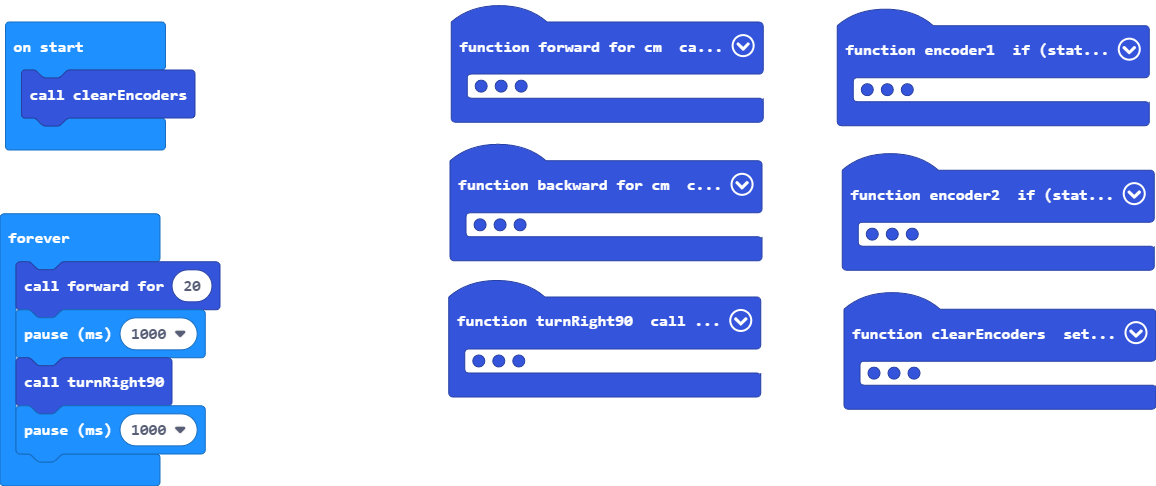 on start
call clearEncoders
forever
call forward for 20
pause (ms) 1000
call turnRight90
pause (ms) 1000
function forward for cm ca...
function backward for cm c...
function turnRight90 call ...
function encoder1 if (stat...
function encoder2 if (stat...
function clearEncoders set...